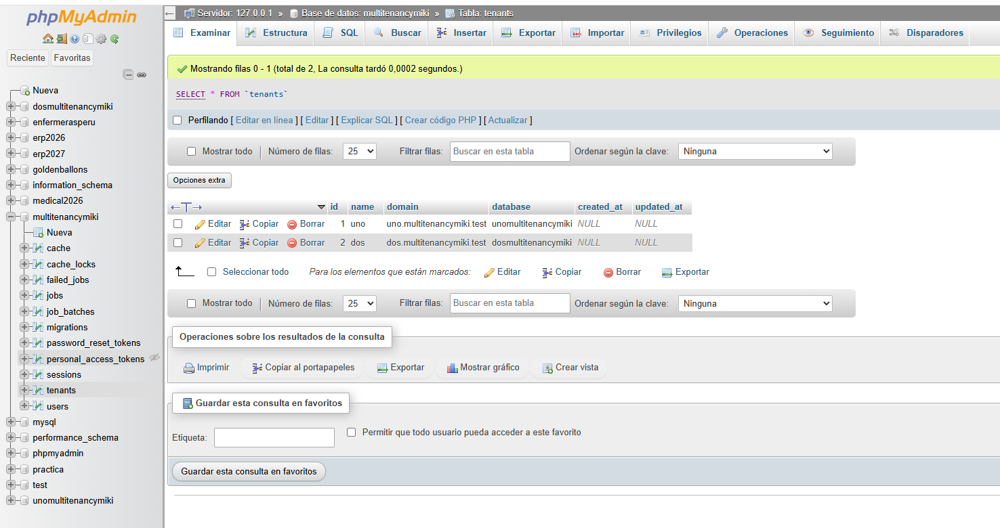 phpMyAdmin
Reciente Favoritas
Nueva
dosmultitenancymiki
enfermerasperu
erp2026
erp2027
goldenballons
information_schema
medical2026
multitenancymiki
Nueva
cache
cache_locks
failed_jobs
jobs
job_batches
migrations
password_reset_tokens
personal_access_tokens
sessions
tenants
users
mysql
performance_schema
phpmyadmin
practica
test
unomultitenancymiki
Servidor: 127.0.0.1 » Base de datos: multitenancymiki » Tabla: tenants
Examinar Estructura SQL Buscar Insertar Exportar Importar Privilegios Operaciones Seguimiento Disparadores
Mostrando filas 0 - 1 (total de 2, La consulta tardó 0,0002 segundos.)
SELECT * FROM `tenants`
Perfilando [ Editar en línea ] [ Editar ] [ Explicar SQL ] [ Crear código PHP ] [ Actualizar ]
Mostrar todo | Número de filas: 25 Filtrar filas: Buscar en esta tabla Ordenar según la clave: Ninguna
Opciones extra
←T→ id name domain database created_at updated_at
Editar Copiar Borrar 1 uno uno.multitenancymiki.test unomultitenancymiki NULL NULL
Editar Copiar Borrar 2 dos dos.multitenancymiki.test dosmultitenancymiki NULL NULL
Seleccionar todo Para los elementos que están marcados: Editar Copiar Borrar Exportar
Mostrar todo | Número de filas: 25 Filtrar filas: Buscar en esta tabla Ordenar según la clave: Ninguna
Operaciones sobre los resultados de la consulta
Imprimir Copiar al portapapeles Exportar Mostrar gráfico Crear vista
Guardar esta consulta en favoritos
Etiqueta: Permitir que todo usuario pueda acceder a este favorito
Guardar esta consulta en favoritos